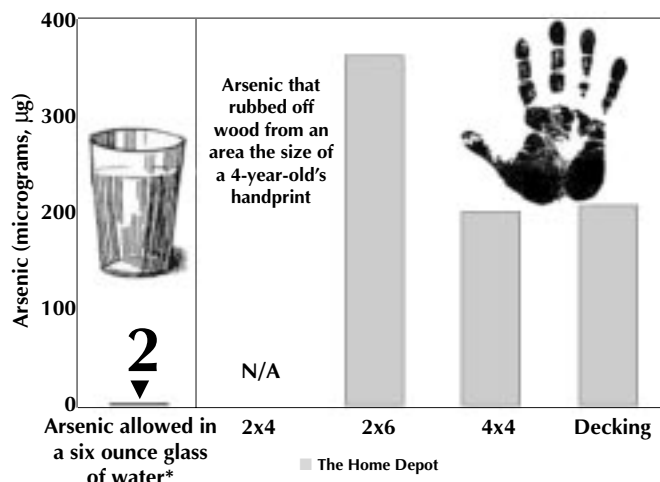 400
300
200
100
0
Arsenic (micrograms, µg)
2
Arsenic that
rubbed off
wood from an
area the size of
a 4-year-old's
handprint
N/A
Arsenic allowed in
a six ounce glass
of water*
2x4
2x6
4x4
Decking
The Home Depot